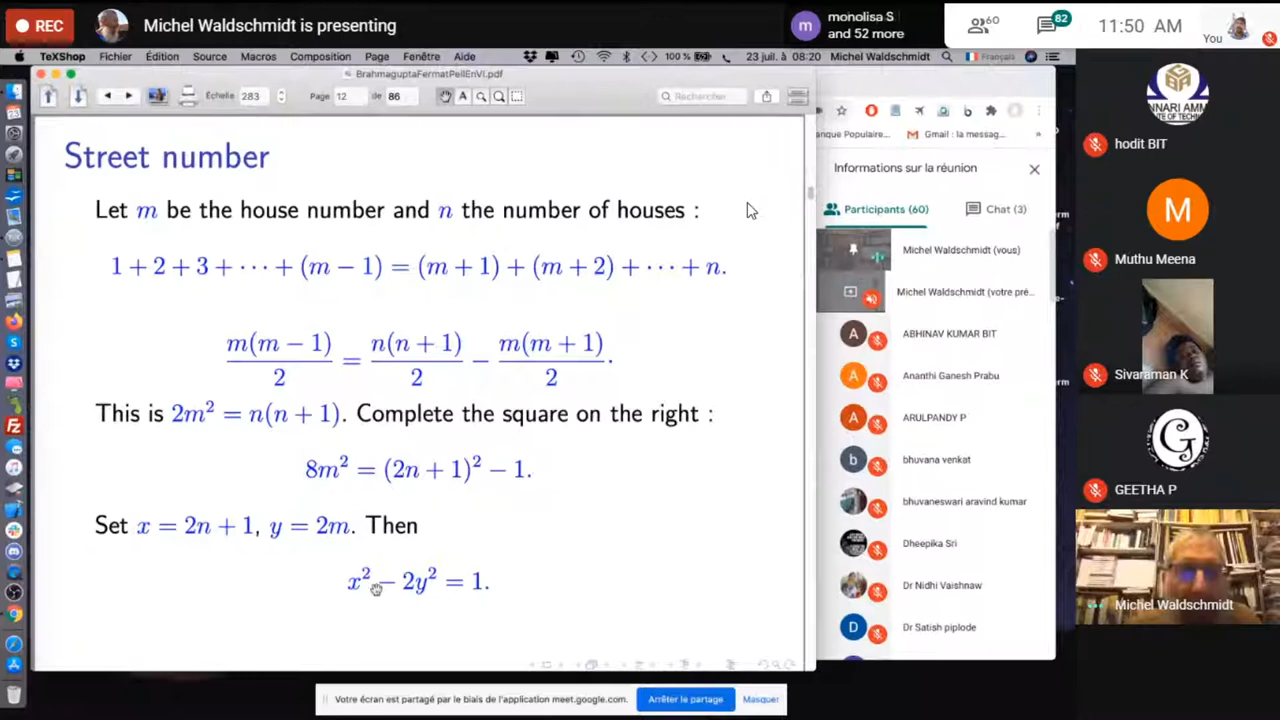 REC
Michel Waldschmidt is presenting
m
monolisa S
and 52 more
60
82
11:50 AM
You
TeXShop Fichier Édition Source Macros Composition Page Fenêtre Aide
100 % 23 juil. à 08:20 Michel Waldschmidt Français
BrahmaguptaFermatPellEnVI.pdf
Échelle 283 Page 12 de 86 Rechercher
Street number
Let m be the house number and n the number of houses :
1 + 2 + 3 + ⋯ + (m − 1) = (m + 1) + (m + 2) + ⋯ + n.
m(m − 1)/2 = n(n + 1)/2 − m(m + 1)/2.
This is 2m² = n(n + 1). Complete the square on the right :
8m² = (2n + 1)² − 1.
Set x = 2n + 1, y = 2m. Then
x² − 2y² = 1.
anque Populaire... Gmail : la messag...
Informations sur la réunion
Participants (60) Chat (3)
Michel Waldschmidt (vous)
Michel Waldschmidt (votre pré...
A ABHINAV KUMAR BIT
A Ananthi Ganesh Prabu
A ARULPANDY P
b bhuvana venkat
bhuvaneswari aravind kumar
Dheepika Sri
Dr Nidhi Vaishnaw
D Dr Satish piplode
Votre écran est partagé par le biais de l'application meet.google.com. Arrêter le partage Masquer
NNARI AMM
TE OF TECHN
hodit BIT
M
Muthu Meena
Sivaraman K
G
GEETHA P
Michel Waldschmidt